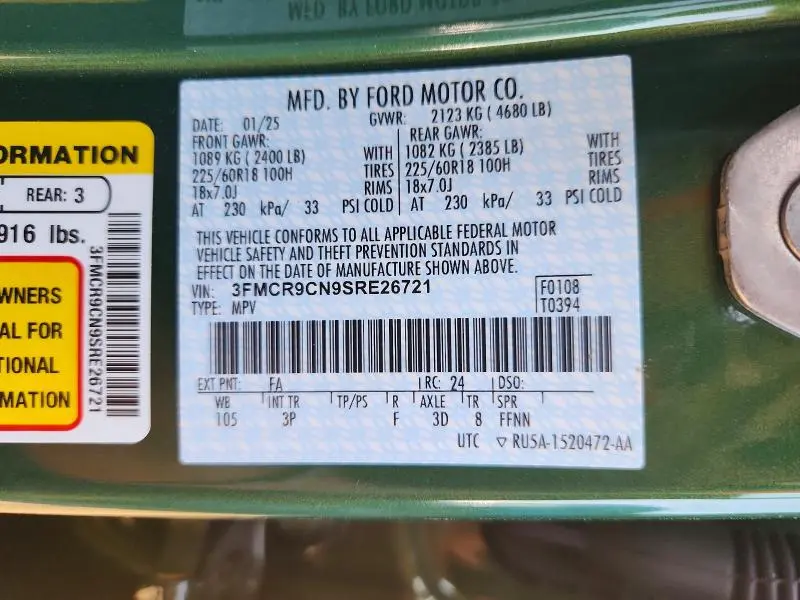 WED BY FORD MOTOR
MFD. BY FORD MOTOR CO.
DATE: 01/25 GVWR: 2123 KG ( 4680 LB)
FRONT GAWR: REAR GAWR:
1089 KG ( 2400 LB) WITH 1082 KG ( 2385 LB) WITH
225/60R18 100H TIRES 225/60R18 100H TIRES
18x7.0J RIMS 18x7.0J RIMS
AT 230 kPa/ 33 PSI COLD AT 230 kPa/ 33 PSI COLD
THIS VEHICLE CONFORMS TO ALL APPLICABLE FEDERAL MOTOR
VEHICLE SAFETY AND THEFT PREVENTION STANDARDS IN
EFFECT ON THE DATE OF MANUFACTURE SHOWN ABOVE.
VIN: 3FMCR9CN9SRE26721 F0108
TYPE: MPV T0394
EXT PNT: FA RC: 24 DSO:
WB INT TR TP/PS R AXLE TR SPR
105 3P F 3D 8 FFNN
UTC ▽ RU5A-1520472-AA
ORMATION
REAR: 3
916 lbs.
3FMCR9CN9SRE26721
WNERS
AL FOR
TIONAL
MATION